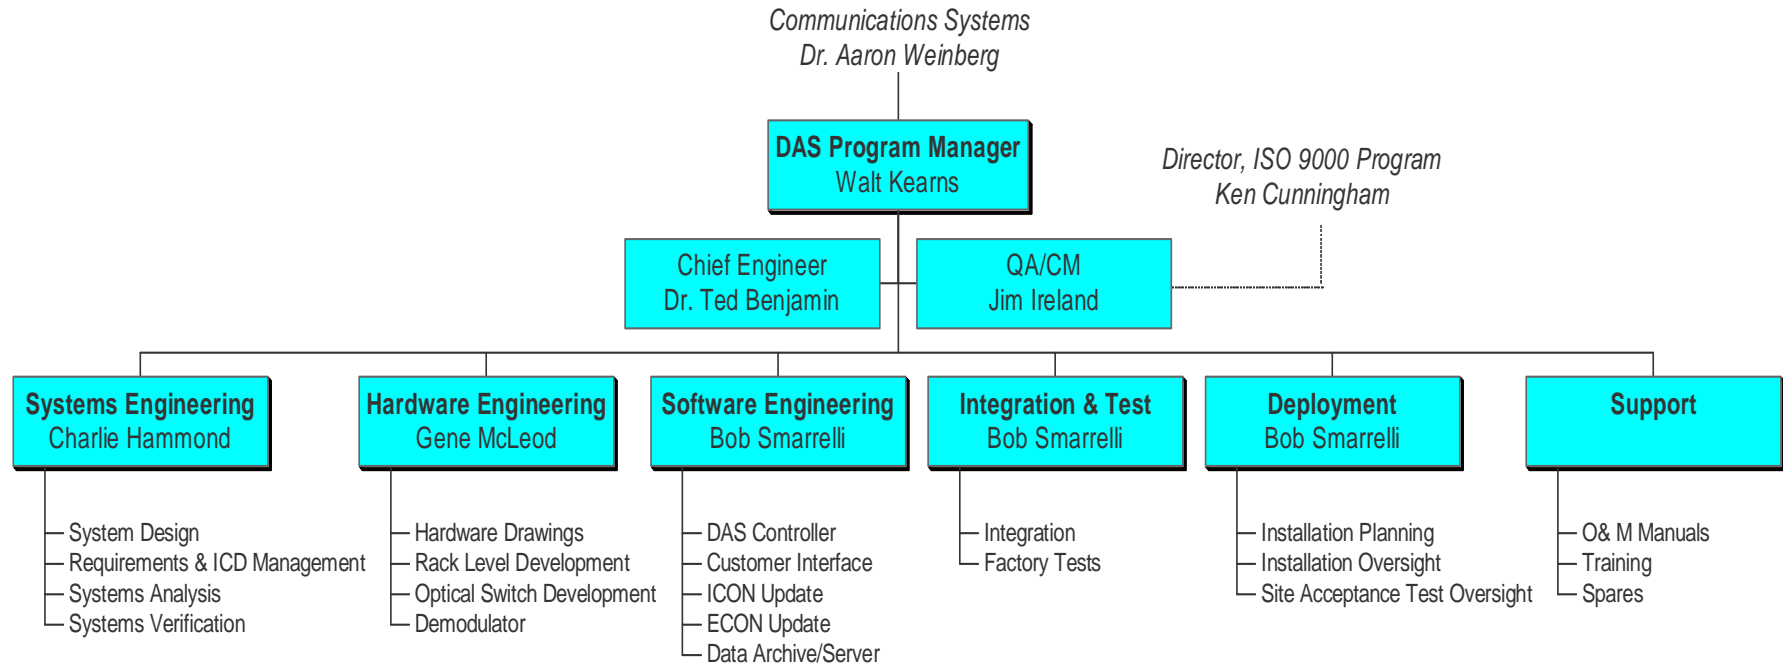 Communications Systems
Dr. Aaron Weinberg
DAS Program Manager
Walt Kearns
Director, ISO 9000 Program
Ken Cunningham
Chief Engineer
Dr. Ted Benjamin
QA/CM
Jim Ireland
Systems Engineering
Charlie Hammond
Hardware Engineering
Gene McLeod
Software Engineering
Bob Smarrelli
Integration & Test
Bob Smarrelli
Deployment
Bob Smarrelli
Support
System Design
Requirements & ICD Management
Systems Analysis
Systems Verification
Hardware Drawings
Rack Level Development
Optical Switch Development
Demodulator
DAS Controller
Customer Interface
ICON Update
ECON Update
Data Archive/Server
Integration
Factory Tests
Installation Planning
Installation Oversight
Site Acceptance Test Oversight
O& M Manuals
Training
Spares